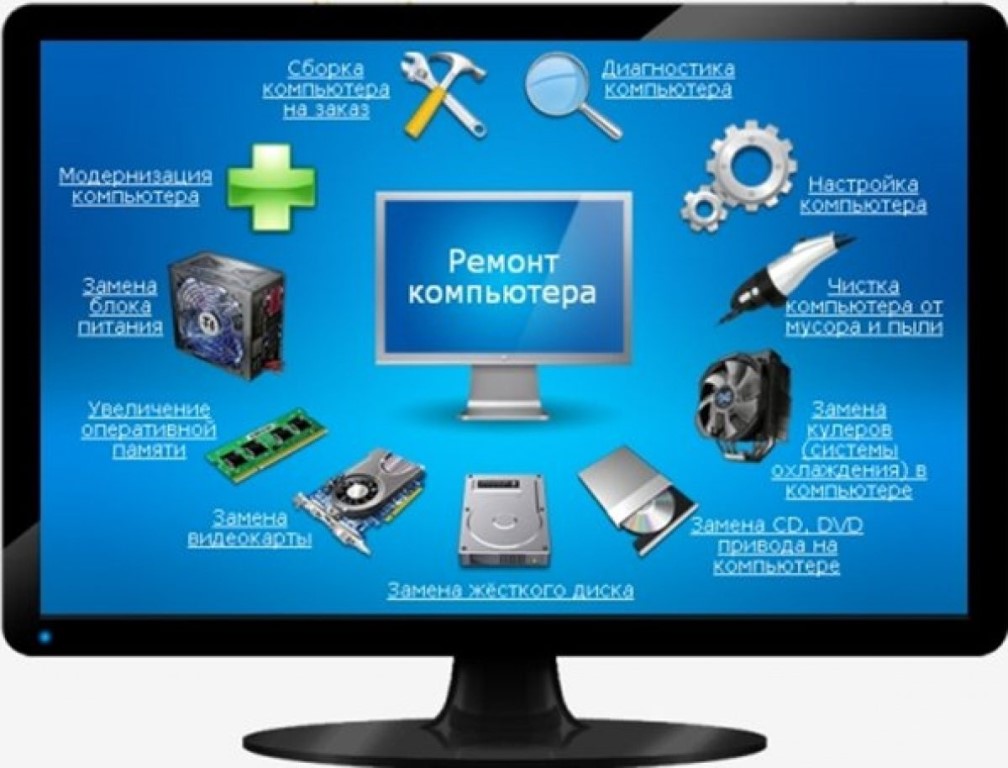 Сборка
компьютера
на заказ
Диагностика
компьютера
Модернизация
компьютера
Настройка
компьютера
Ремонт
компьютера
Замена
блока
питания
Чистка
компьютера от
мусора и пыли
Увеличение
оперативной
памяти
Замена
кулеров
(системы
охлаждения) в
компьютере
Замена
видеокарты
Замена CD, DVD
привода на
компьютере
Замена жёсткого диска